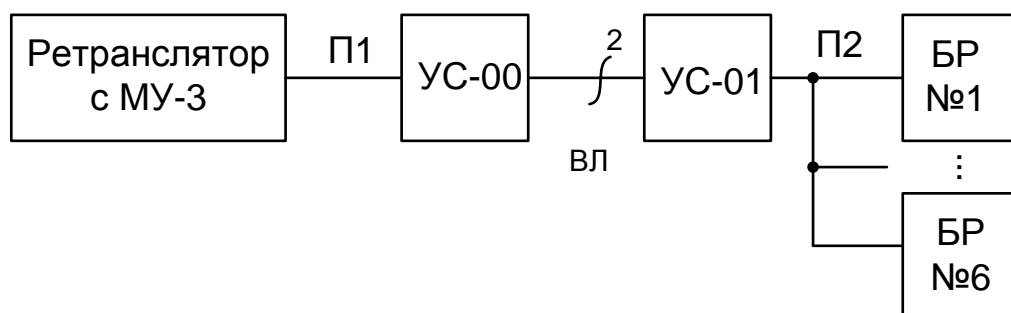 Ретранслятор
с МУ-3
П1
УС-00
2
ВЛ
УС-01
П2
БР
№1
...
БР
№6